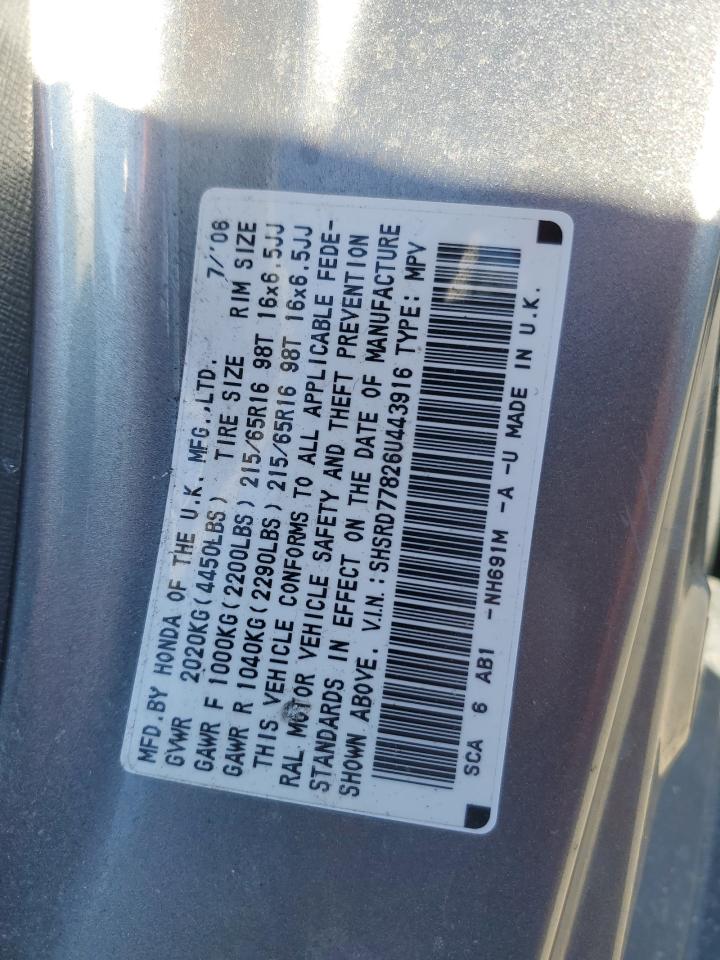 MFD.BY HONDA OF THE U.K. MFG.,LTD. 7/'06
GVWR 2020KG(4450LBS) TIRE SIZE RIM SIZE
GAWR F 1000KG(2200LBS) 215/65R16 98T 16x6.5JJ
GAWR R 1040KG(2290LBS) 215/65R16 98T 16x6.5JJ
THIS VEHICLE CONFORMS TO ALL APPLICABLE FEDE-
RAL MOTOR VEHICLE SAFETY AND THEFT PREVENTION
STANDARDS IN EFFECT ON THE DATE OF MANUFACTURE
SHOWN ABOVE. V.I.N.:SHSRD77826U443916 TYPE: MPV
SCA 6 AB1 -NH691M -A -U MADE IN U.K.